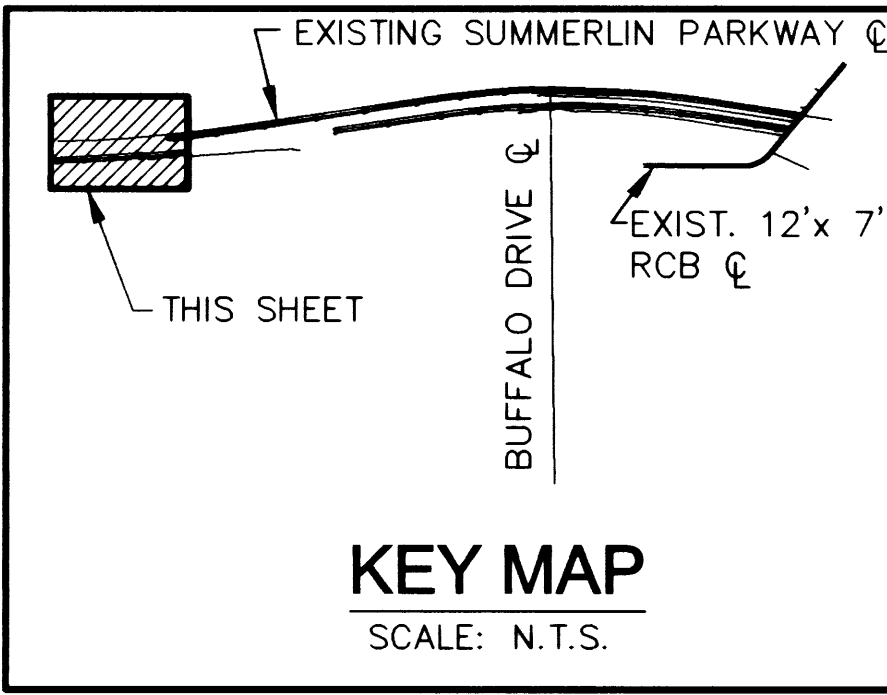 EXISTING SUMMERLIN PARKWAY ℄
BUFFALO DRIVE ℄
EXIST. 12'x 7'
RCB ℄
THIS SHEET
KEY MAP
SCALE: N.T.S.